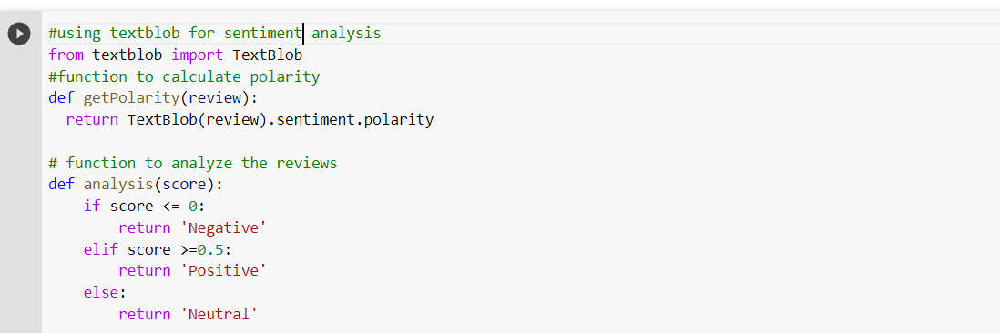 #using textblob for sentiment analysis
from textblob import TextBlob
#function to calculate polarity
def getPolarity(review):
  return TextBlob(review).sentiment.polarity

# function to analyze the reviews
def analysis(score):
    if score <= 0:
        return 'Negative'
    elif score >=0.5:
        return 'Positive'
    else:
        return 'Neutral'